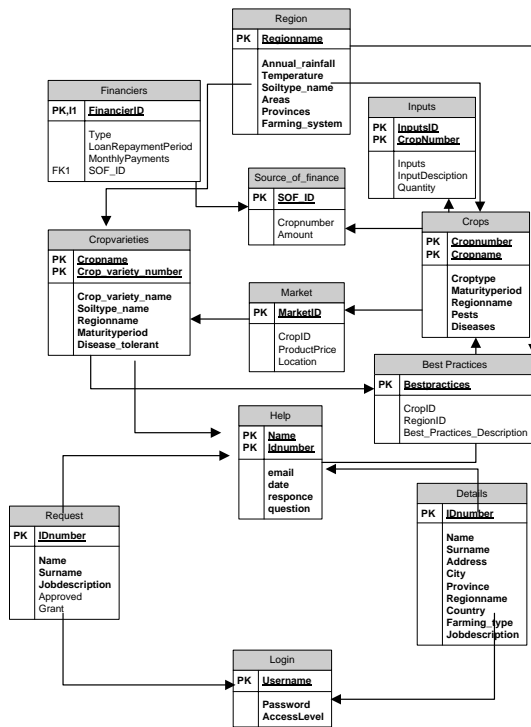 Region
PK Regionname
Annual_rainfall
Temperature
Soiltype_name
Areas
Provinces
Farming_system
Financiers
PK,I1 FinancierID
Type
LoanRepaymentPeriod
MonthlyPayments
FK1 SOF_ID
Inputs
PK InputsID
PK CropNumber
Inputs
InputDesciption
Quantity
Source_of_finance
PK SOF_ID
Cropnumber
Amount
Crops
PK Cropnumber
PK Cropname
Croptype
Maturityperiod
Regionname
Pests
Diseases
Cropvarieties
PK Cropname
PK Crop_variety_number
Crop_variety_name
Soiltype_name
Regionname
Maturityperiod
Disease_tolerant
Market
PK MarketID
CropID
ProductPrice
Location
Best Practices
PK Bestpractices
CropID
RegionID
Best_Practices_Description
Help
PK Name
PK Idnumber
email
date
responce
question
Request
PK IDnumber
Name
Surname
Jobdescription
Approved
Grant
Details
PK IDnumber
Name
Surname
Address
City
Province
Regionname
Country
Farming_type
Jobdescription
Login
PK Username
Password
AccessLevel